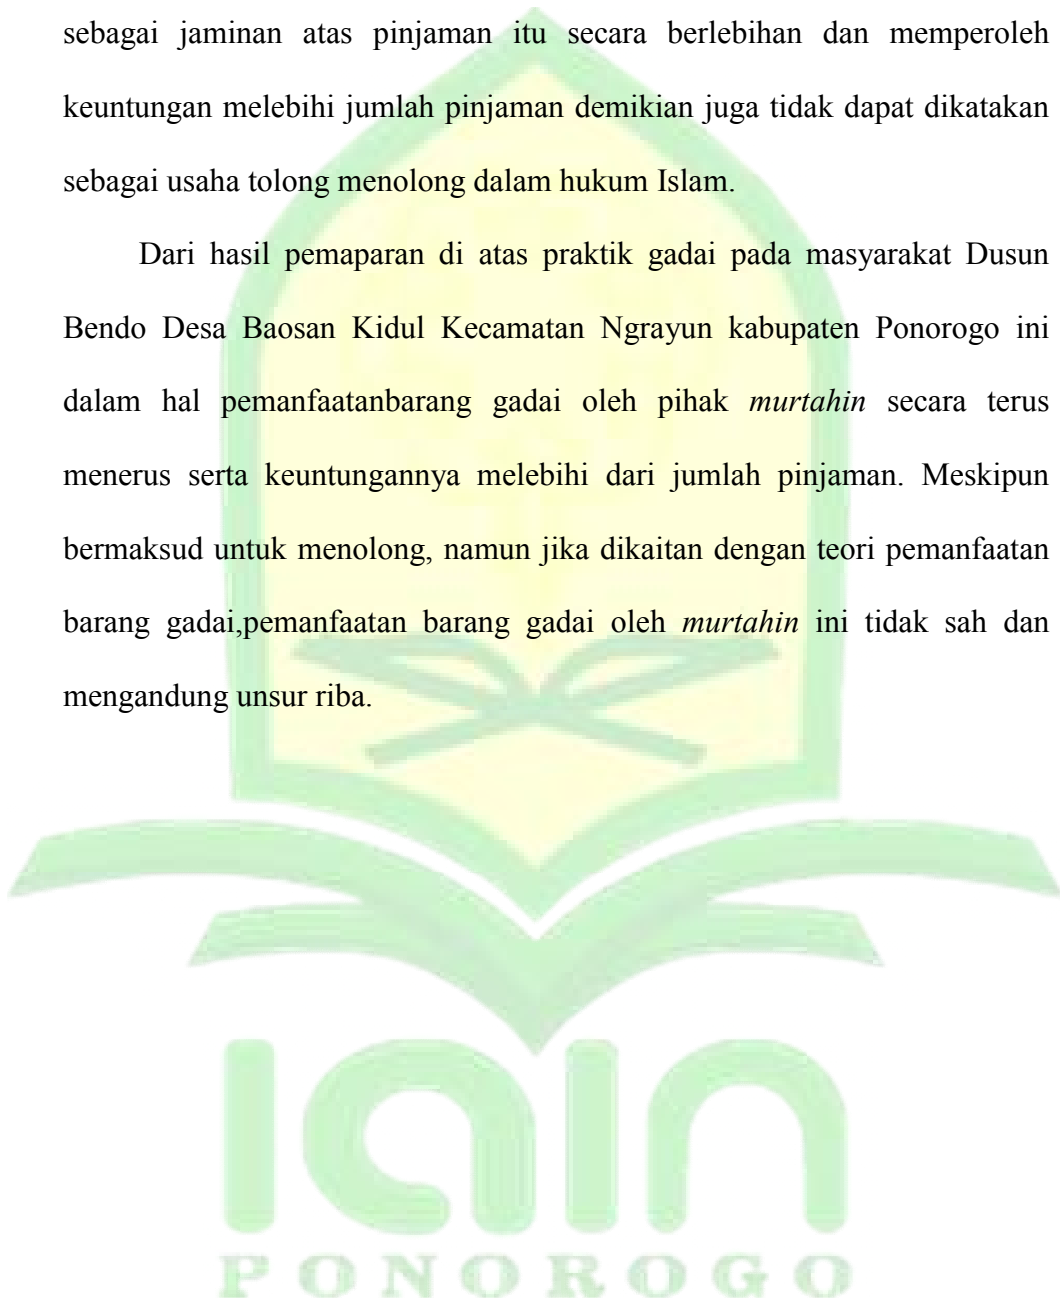 sebagai jaminan atas pinjaman itu secara berlebihan dan memperoleh
keuntungan melebihi jumlah pinjaman demikian juga tidak dapat dikatakan
sebagai usaha tolong menolong dalam hukum Islam.
Dari hasil pemaparan di atas praktik gadai pada masyarakat Dusun
Bendo Desa Baosan Kidul Kecamatan Ngrayun kabupaten Ponorogo ini
dalam hal pemanfaatanbarang gadai oleh pihak murtahin secara terus
menerus serta keuntungannya melebihi dari jumlah pinjaman. Meskipun
bermaksud untuk menolong, namun jika dikaitan dengan teori pemanfaatan
barang gadai,pemanfaatan barang gadai oleh murtahin ini tidak sah dan
mengandung unsur riba.
iain
PONOROGO